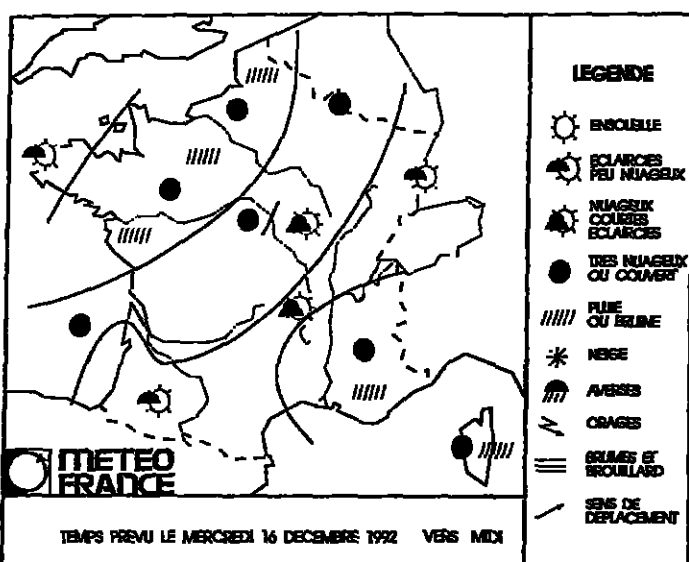 LEGENDE
ENSOLEILLE
ECLAIRCIES
PEU NUAGEUX
NUAGEUX
COURTES
ECLAIRCIES
TRES NUAGEUX
OU COUVERT
PLUIE
OU BRUINE
NEIGE
AVERSES
ORAGES
BRUMES ET
BROUILLARD
SENS DE
DEPLACEMENT
METEO
FRANCE
TEMPS PREVU LE MERCREDI 16 DECEMBRE 1992 VERS MIDI